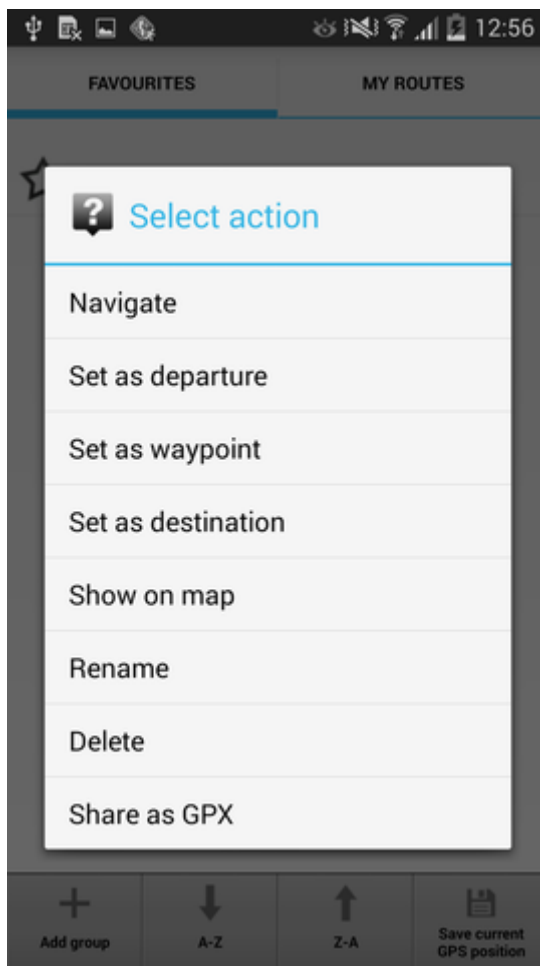 12:56
FAVOURITES
MY ROUTES
Select action
Navigate
Set as departure
Set as waypoint
Set as destination
Show on map
Rename
Delete
Share as GPX
Add group
A-Z
Z-A
Save current
GPS position